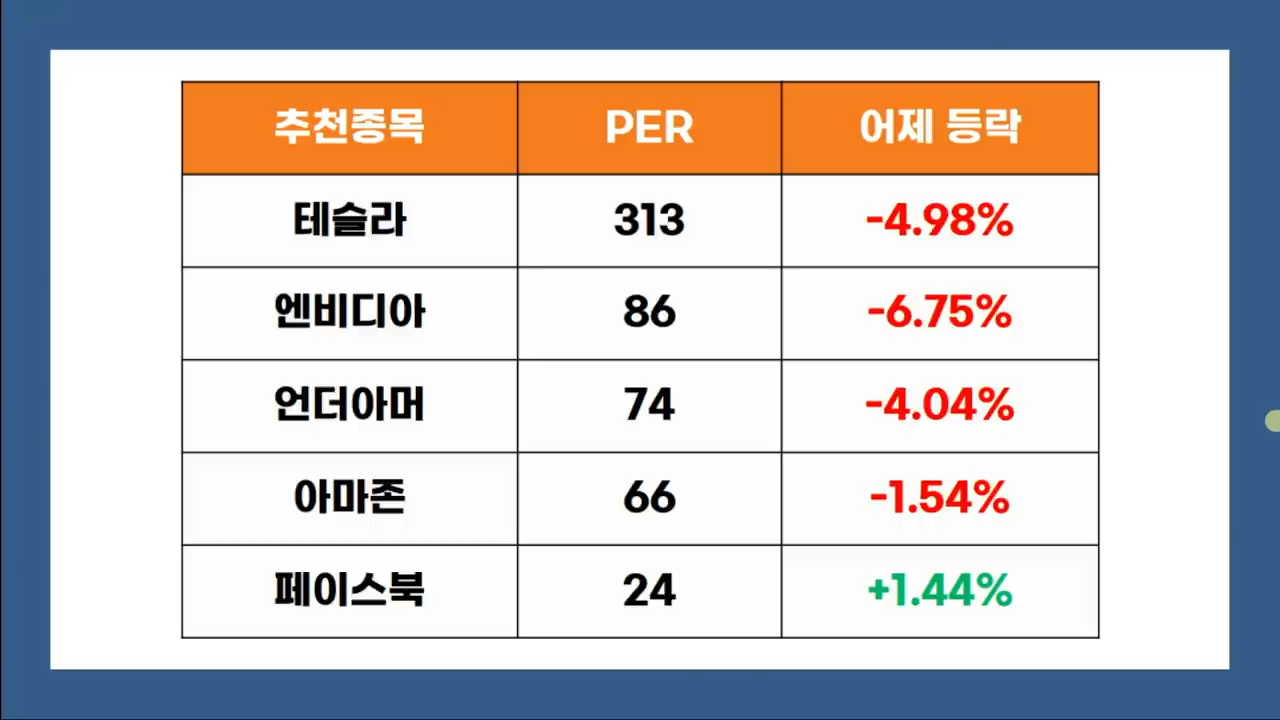 추천종목 PER 어제 등락
테슬라 313 -4.98%
엔비디아 86 -6.75%
언더아머 74 -4.04%
아마존 66 -1.54%
페이스북 24 +1.44%